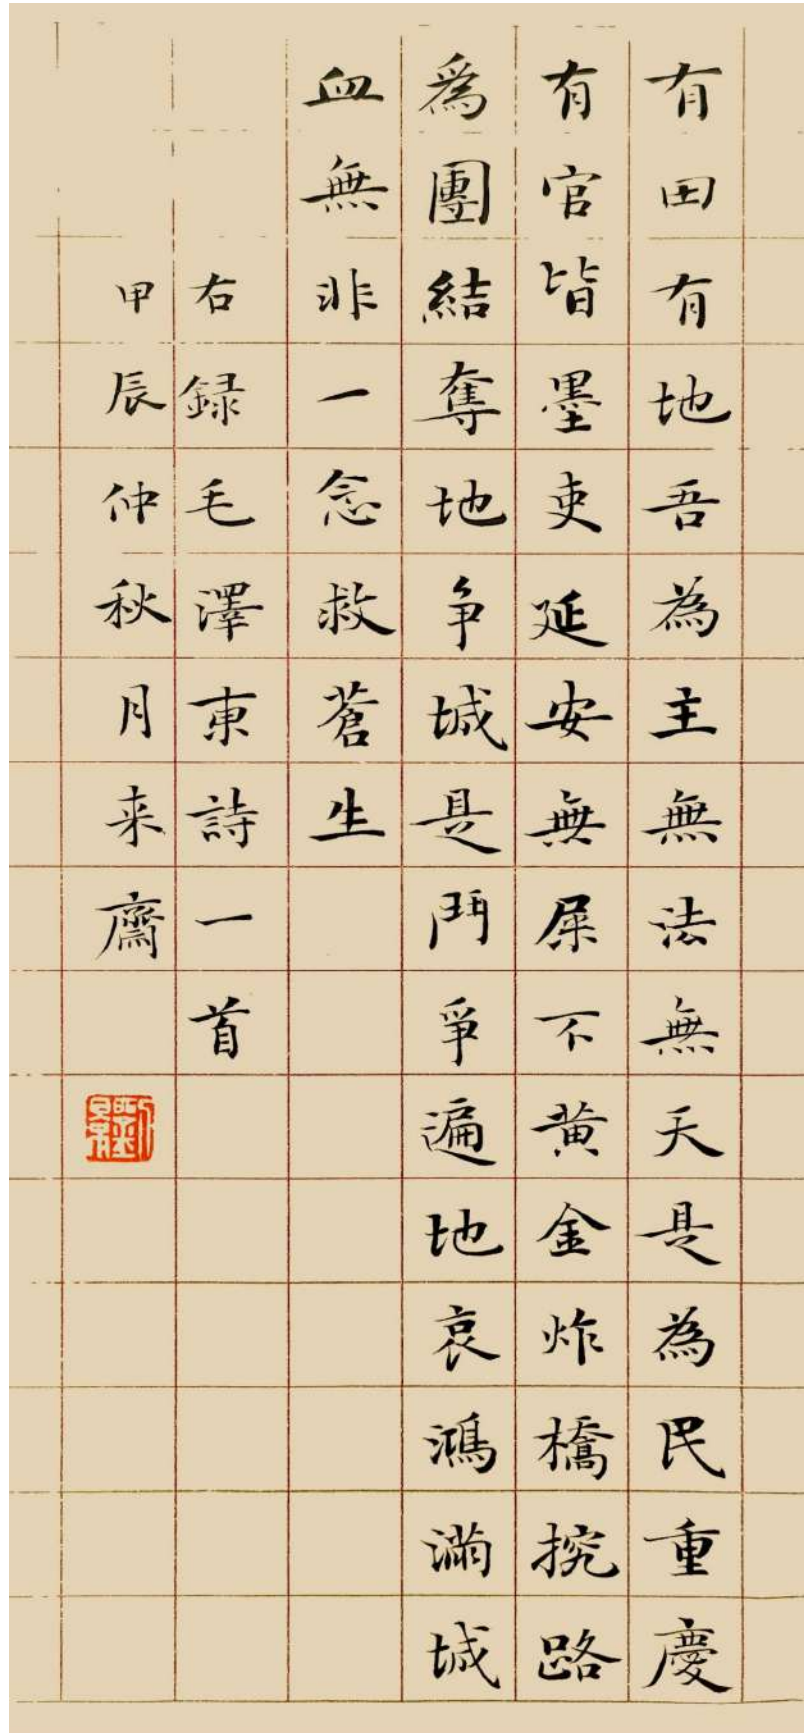 有田有地吾為主無法無天是為民重慶
有官皆墨吏延安無屎不黄金炸橋挖路
為團結奪地争城是鬥爭遍地哀鴻滿城
血無非一念救蒼生
右録毛澤東詩一首
甲辰仲秋月来齋